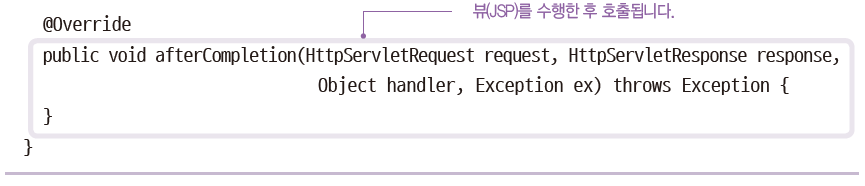 뷰(JSP)를 수행한 후 호출됩니다.
@Override
public void afterCompletion(HttpServletRequest request, HttpServletResponse response,
Object handler, Exception ex) throws Exception {
}
}